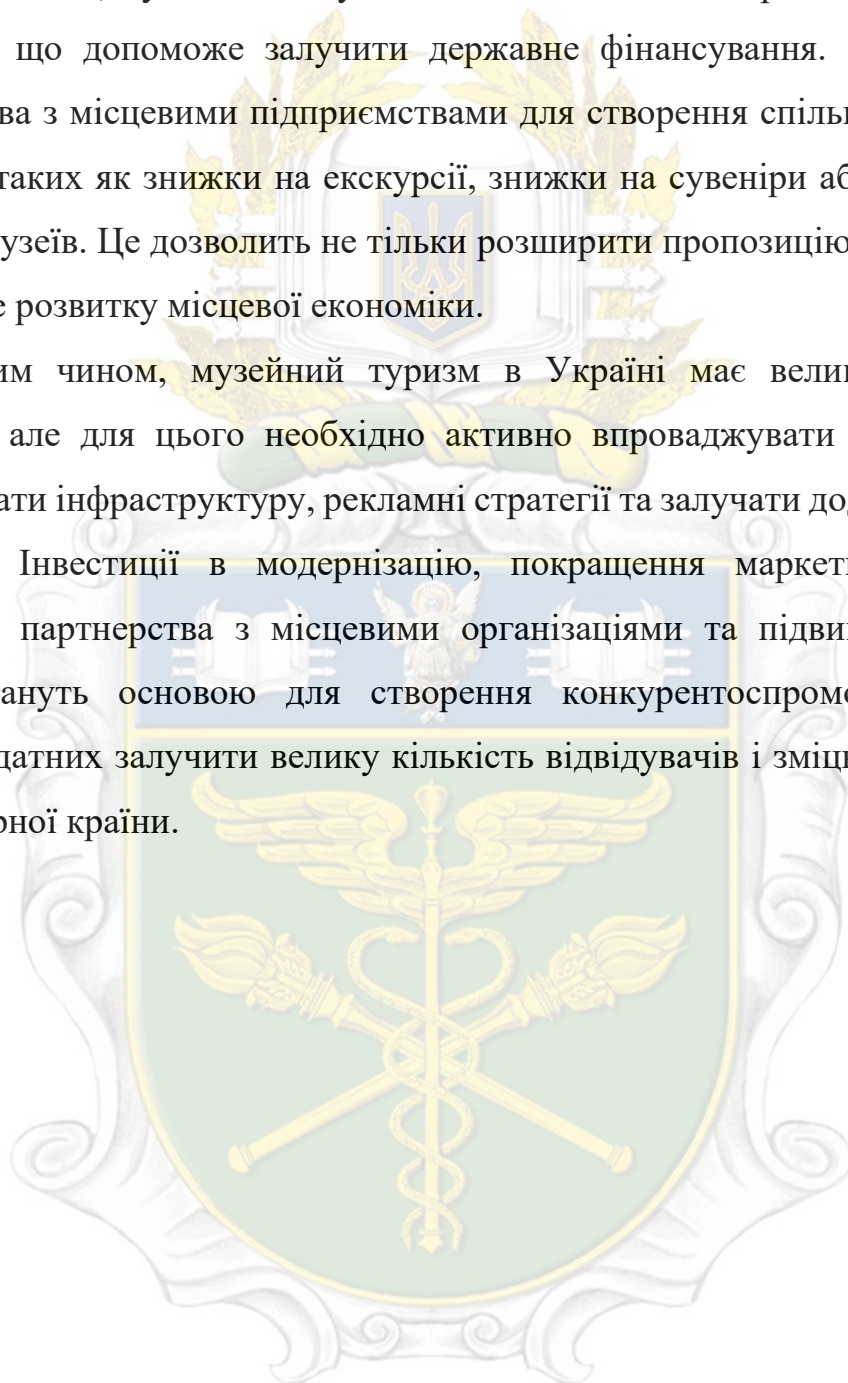 що допоможе залучити державне фінансування.
ва з місцевими підприємствами для створення спіль
таких як знижки на екскурсії, знижки на сувеніри аб
узеїв. Це дозволить не тільки розширити пропозицію
е розвитку місцевої економіки.
им чином, музейний туризм в Україні має вели
але для цього необхідно активно впроваджувати
ати інфраструктуру, рекламні стратегії та залучати до
Інвестиції в модернізацію, покращення маркет
партнерства з місцевими організаціями та підви
ануть основою для створення конкурентоспромо
датних залучити велику кількість відвідувачів і зміц
рної країни.